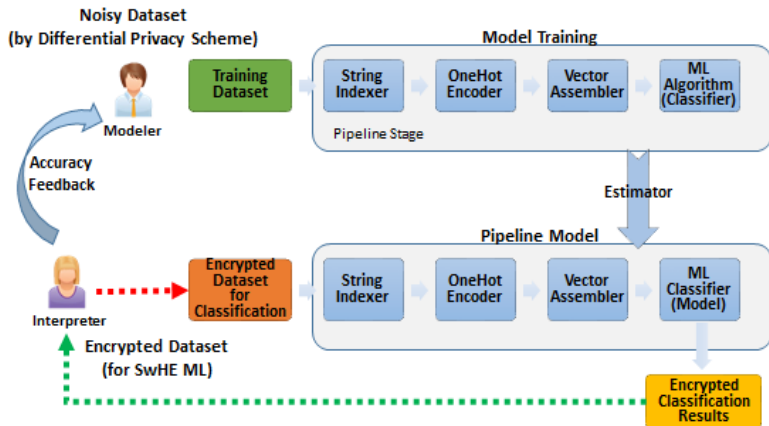 Noisy Dataset
(by Differential Privacy Scheme)
Model Training
Modeler
Training
Dataset
String
Indexer
OneHot
Encoder
Vector
Assembler
ML
Algorithm
(Classifier)
Pipeline Stage
Accuracy
Feedback
Estimator
Pipeline Model
Interpreter
Encrypted
Dataset
for
Classification
String
Indexer
OneHot
Encoder
Vector
Assembler
ML
Classifier
(Model)
Encrypted Dataset
(for SwHE ML)
Encrypted
Classification
Results